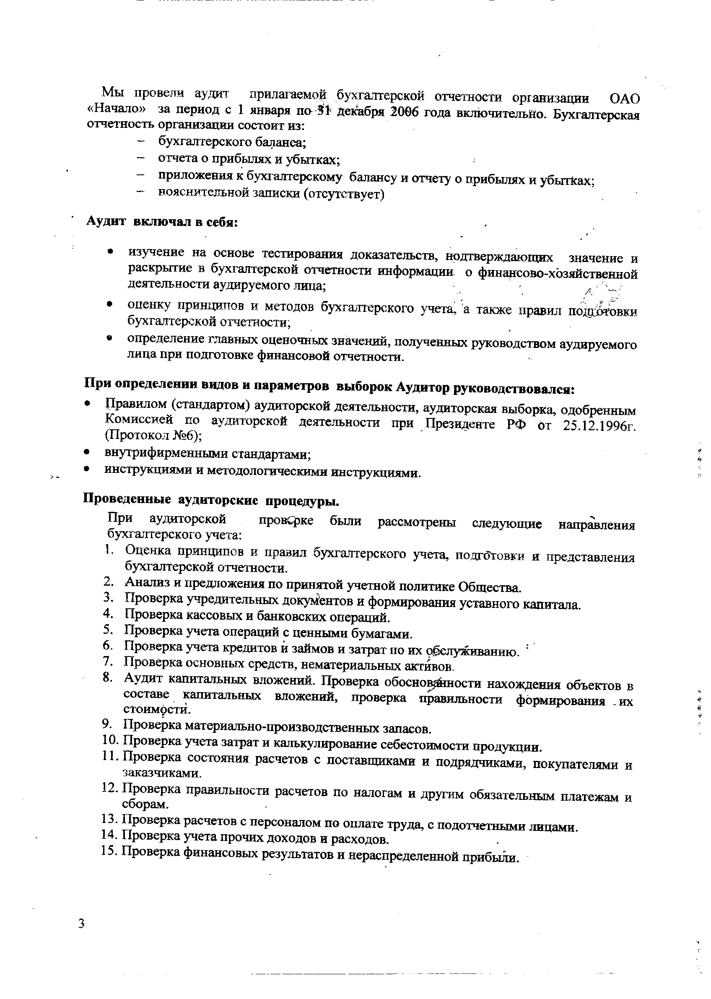 Мы провели аудит прилагаемой бухгалтерской отчетности организации ОАО
«Начало» за период с 1 января по 31 декабря 2006 года включительно. Бухгалтерская
отчетность организации состоит из:
– бухгалтерского баланса;
– отчета о прибылях и убытках;
– приложения к бухгалтерскому балансу и отчету о прибылях и убытках;
– пояснительной записки (отсутствует)
Аудит включал в себя:
• изучение на основе тестирования доказательств, подтверждающих значение и
раскрытие в бухгалтерской отчетности информации о финансово-хозяйственной
деятельности аудируемого лица;
• оценку принципов и методов бухгалтерского учета, а также правил подготовки
бухгалтерской отчетности;
• определение главных оценочных значений, полученных руководством аудируемого
лица при подготовке финансовой отчетности.
При определении видов и параметров выборок Аудитор руководствовался:
• Правилом (стандартом) аудиторской деятельности, аудиторская выборка, одобренным
Комиссией по аудиторской деятельности при Президенте РФ от 25.12.1996г.
(Протокол №6);
• внутрифирменными стандартами;
• инструкциями и методологическими инструкциями.
Проведенные аудиторские процедуры.
При аудиторской проверке были рассмотрены следующие направления
бухгалтерского учета:
1. Оценка принципов и правил бухгалтерского учета, подготовки и представления
бухгалтерской отчетности.
2. Анализ и предложения по принятой учетной политике Общества.
3. Проверка учредительных документов и формирования уставного капитала.
4. Проверка кассовых и банковских операций.
5. Проверка учета операций с ценными бумагами.
6. Проверка учета кредитов и займов и затрат по их обслуживанию.
7. Проверка основных средств, нематериальных активов.
8. Аудит капитальных вложений. Проверка обоснованности нахождения объектов в
составе капитальных вложений, проверка правильности формирования их
стоимости.
9. Проверка материально-производственных запасов.
10. Проверка учета затрат и калькулирование себестоимости продукции.
11. Проверка состояния расчетов с поставщиками и подрядчиками, покупателями и
заказчиками.
12. Проверка правильности расчетов по налогам и другим обязательным платежам и
сборам.
13. Проверка расчетов с персоналом по оплате труда, с подотчетными лицами.
14. Проверка учета прочих доходов и расходов.
15. Проверка финансовых результатов и нераспределенной прибыли.
3